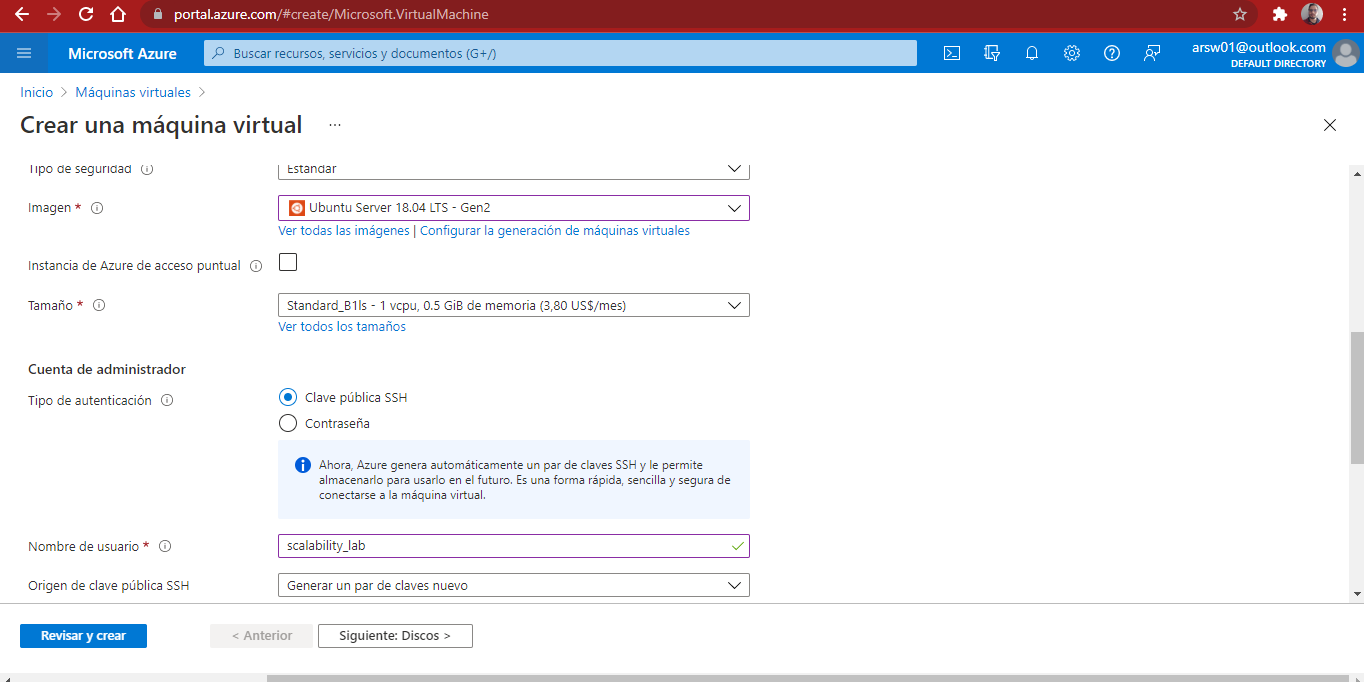 portal.azure.com/#create/Microsoft.VirtualMachine
Microsoft Azure
Buscar recursos, servicios y documentos (G+/)
arsw01@outlook.com
DEFAULT DIRECTORY
Inicio > Máquinas virtuales >
Crear una máquina virtual ...
Tipo de seguridad
Estándar
Imagen *
Ubuntu Server 18.04 LTS - Gen2
Ver todas las imágenes | Configurar la generación de máquinas virtuales
Instancia de Azure de acceso puntual
Tamaño *
Standard_B1ls - 1 vcpu, 0.5 GiB de memoria (3,80 US$/mes)
Ver todos los tamaños
Cuenta de administrador
Tipo de autenticación
Clave pública SSH
Contraseña
Ahora, Azure genera automáticamente un par de claves SSH y le permite
almacenarlo para usarlo en el futuro. Es una forma rápida, sencilla y segura de
conectarse a la máquina virtual.
Nombre de usuario *
scalability_lab
Origen de clave pública SSH
Generar un par de claves nuevo
Revisar y crear
< Anterior
Siguiente: Discos >